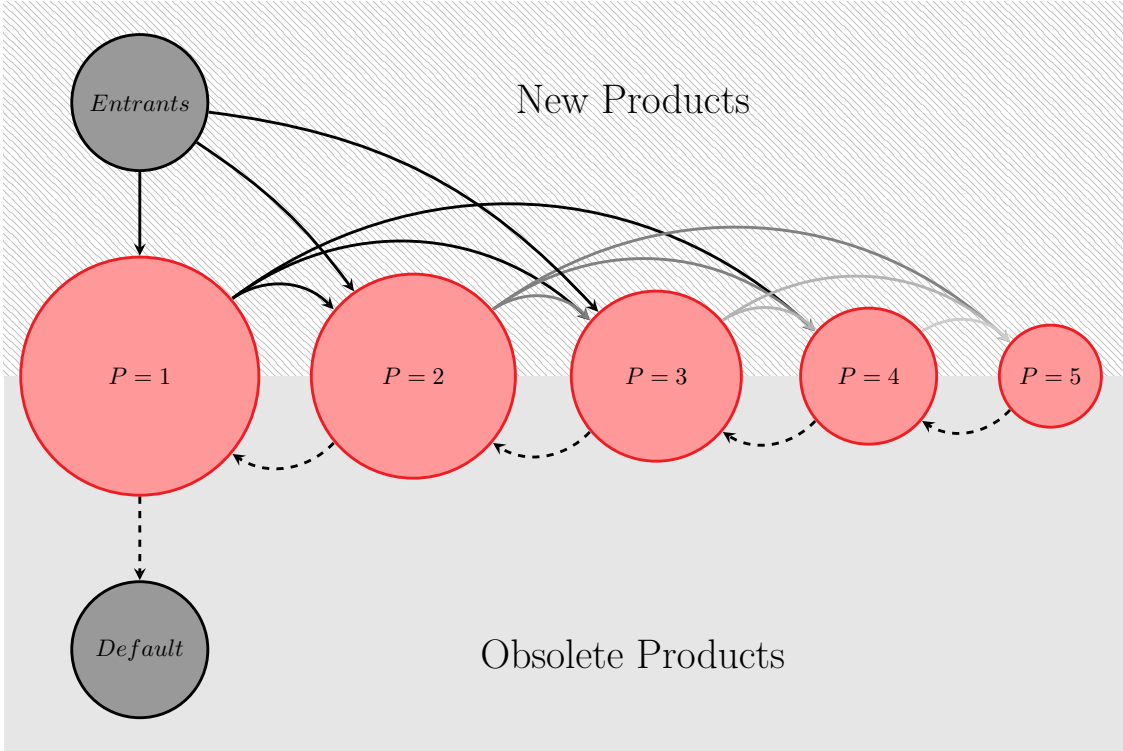 Entrants
New Products
P = 1
P = 2
P = 3
P = 4
P = 5
Default
Obsolete Products